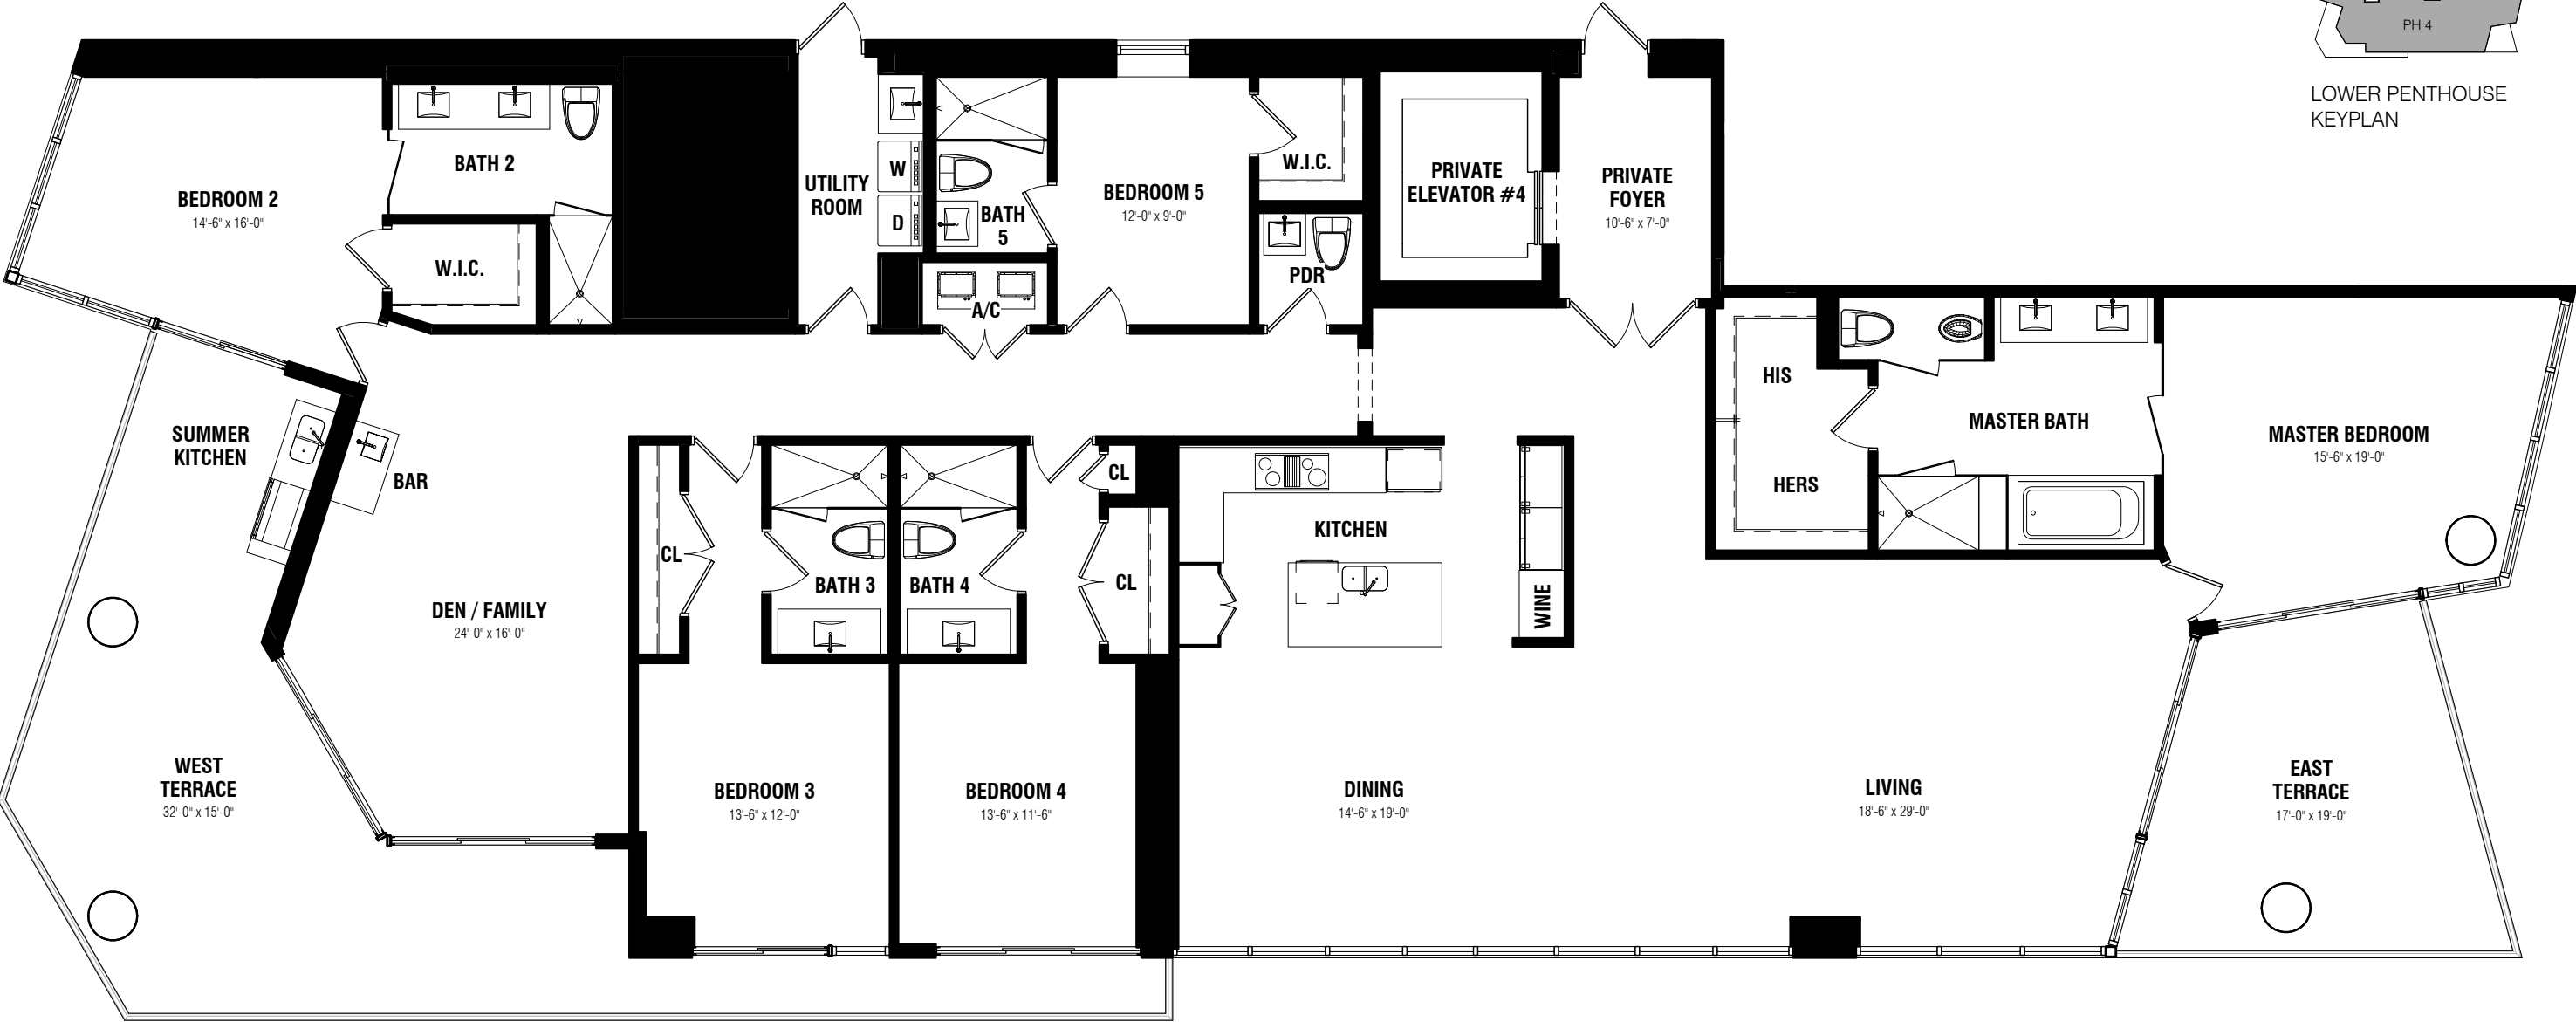 PH 4
LOWER PENTHOUSE
KEYPLAN
BEDROOM 2
14'-6" x 16'-0"
BATH 2
W.I.C.
UTILITY
ROOM
W
D
BATH
5
A/C
BEDROOM 5
12'-0" x 9'-0"
W.I.C.
PDR
PRIVATE
ELEVATOR #4
PRIVATE
FOYER
10'-6" x 7'-0"
HIS
HERS
MASTER BATH
MASTER BEDROOM
15'-6" x 19'-0"
SUMMER
KITCHEN
BAR
DEN / FAMILY
24'-0" x 16'-0"
CL
BATH 3
BATH 4
CL
CL
KITCHEN
WINE
WEST
TERRACE
32'-0" x 15'-0"
BEDROOM 3
13'-6" x 12'-0"
BEDROOM 4
13'-6" x 11'-6"
DINING
14'-6" x 19'-0"
LIVING
18'-6" x 29'-0"
EAST
TERRACE
17'-0" x 19'-0"